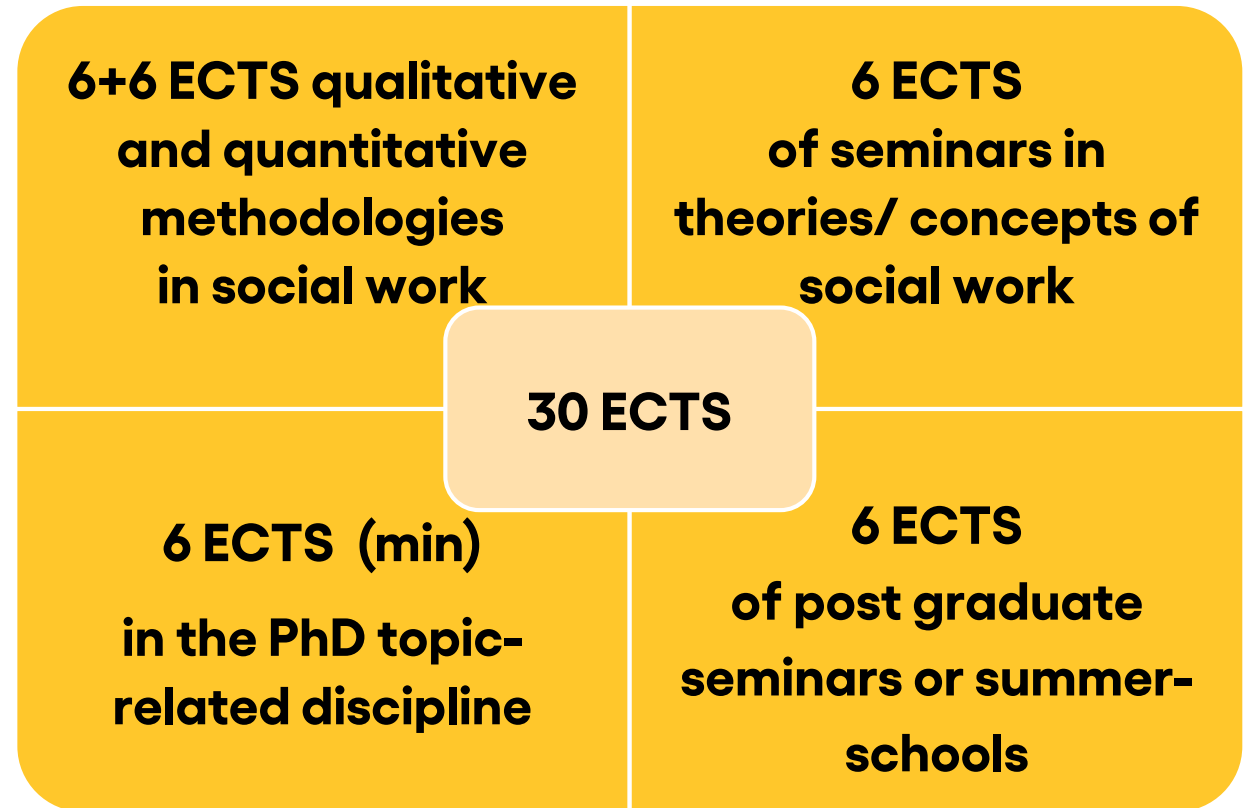 6+6 ECTS qualitative
and quantitative
methodologies
in social work
6 ECTS
of seminars in
theories/ concepts of
social work
30 ECTS
6 ECTS (min)
in the PhD topic-
related discipline
6 ECTS
of post graduate
seminars or summer-
schools